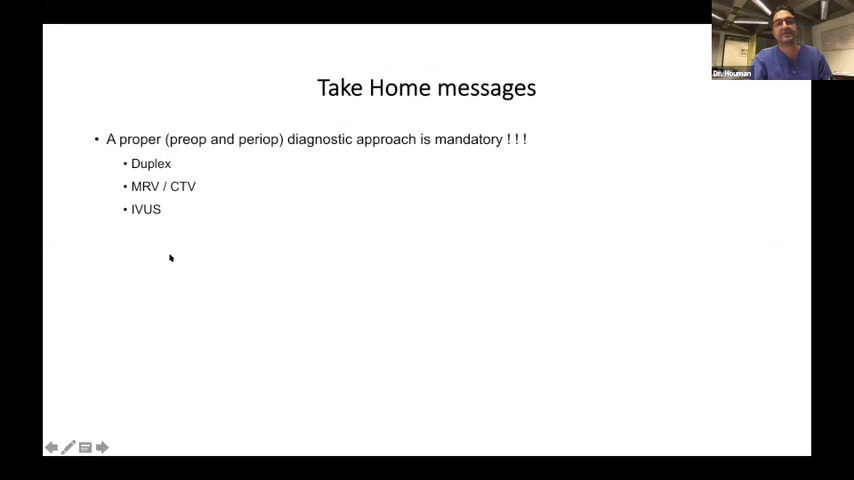 Take Home messages
• A proper (preop and periop) diagnostic approach is mandatory ! ! !
• Duplex
• MRV / CTV
• IVUS
Dr. Houman